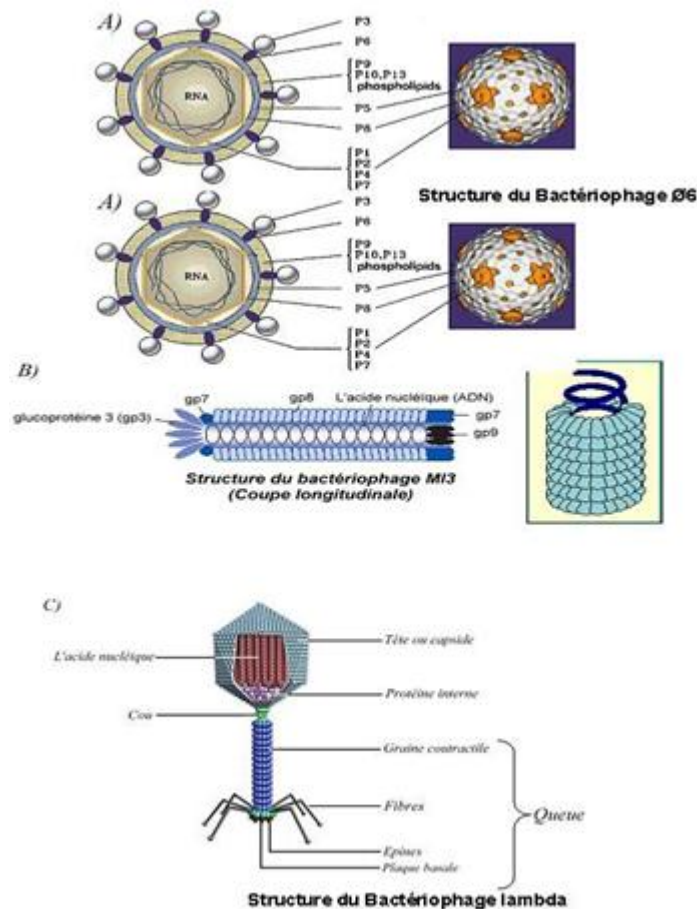 A)
P3
P6
P9
P10,P13
phospholipids
RNA
P5
P8
P1
P2
P4
P7
Structure du Bactériophage Ø6
A)
P3
P6
P9
P10,P13
phospholipids
RNA
P5
P8
P1
P2
P4
P7
B)
gp7
gp8
L'acide nucléique (ADN)
glucoprotéine 3 (gp3)
gp7
gp9
Structure du bactériophage MI3
(Coupe longitudinale)
C)
Tête ou capside
L'acide nucléique
Protéine interne
Cou
Graine contractile
Fibres
Queue
Epines
Plaque basale
Structure du Bactériophage lambda